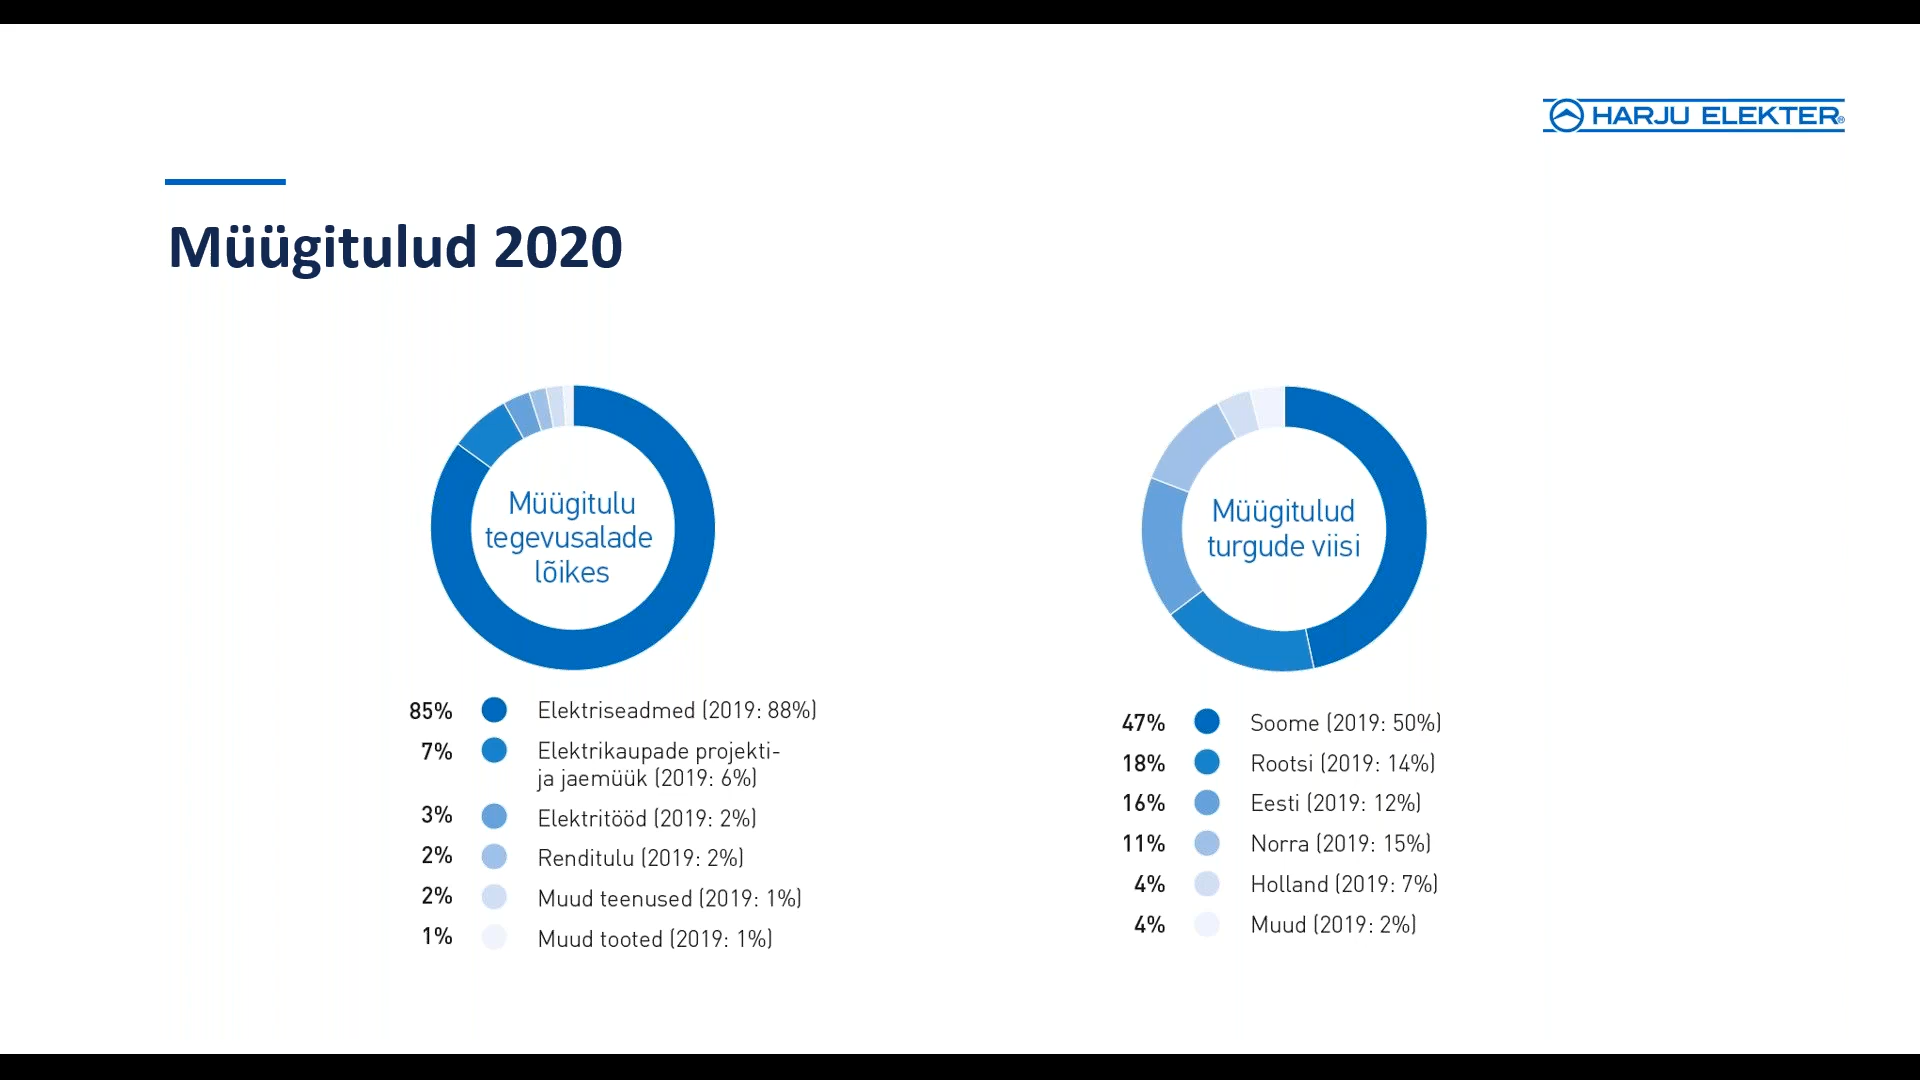 HARJU ELEKTER®
Müügitulud 2020
Müügitulu
tegevusalade
lõikes
85% Elektriseadmed (2019: 88%)
7% Elektrikaupade projekti-
ja jaemüük (2019: 6%)
3% Elektritööd (2019: 2%)
2% Renditulu (2019: 2%)
2% Muud teenused (2019: 1%)
1% Muud tooted (2019: 1%)
Müügitulud
turgude viisi
47% Soome (2019: 50%)
18% Rootsi (2019: 14%)
16% Eesti (2019: 12%)
11% Norra (2019: 15%)
4% Holland (2019: 7%)
4% Muud (2019: 2%)